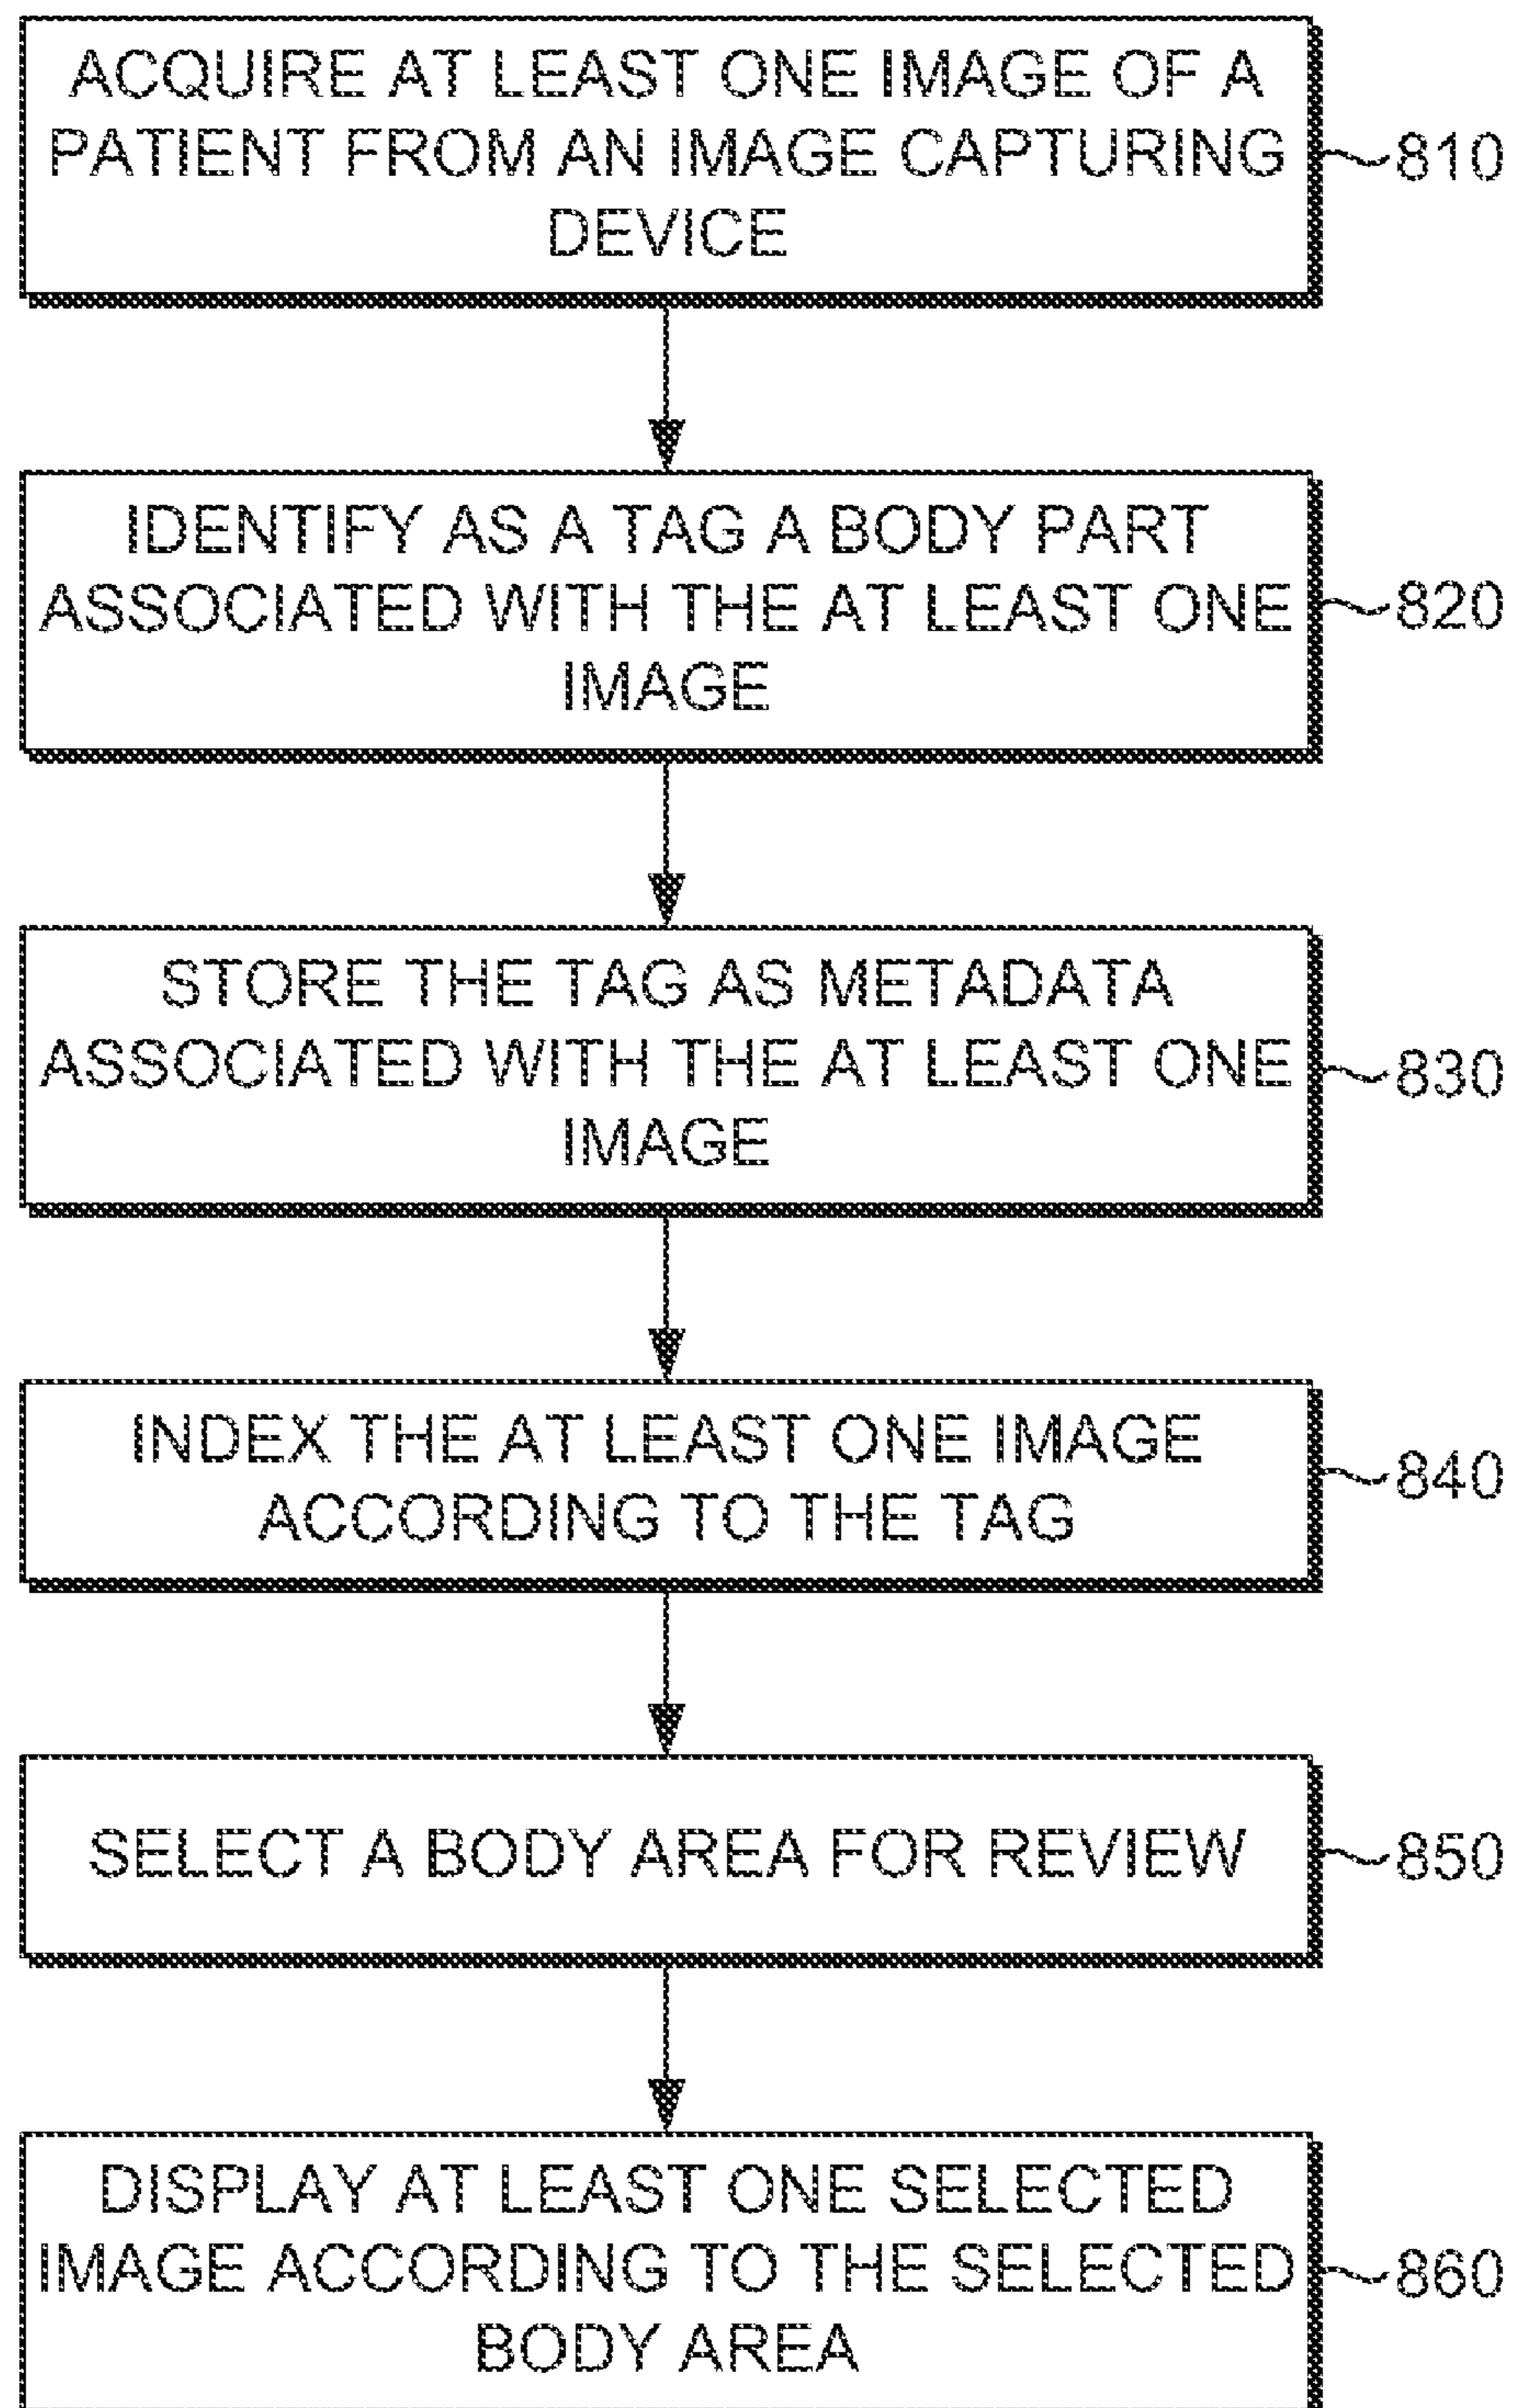 ACQUIRE AT LEAST ONE IMAGE OF A
PATIENT FROM AN IMAGE CAPTURING
DEVICE
810
IDENTIFY AS A TAG A BODY PART
ASSOCIATED WITH THE AT LEAST ONE
IMAGE
820
STORE THE TAG AS METADATA
ASSOCIATED WITH THE AT LEAST ONE
IMAGE
830
INDEX THE AT LEAST ONE IMAGE
ACCORDING TO THE TAG
840
SELECT A BODY AREA FOR REVIEW
850
DISPLAY AT LEAST ONE SELECTED
IMAGE ACCORDING TO THE SELECTED
BODY AREA
860